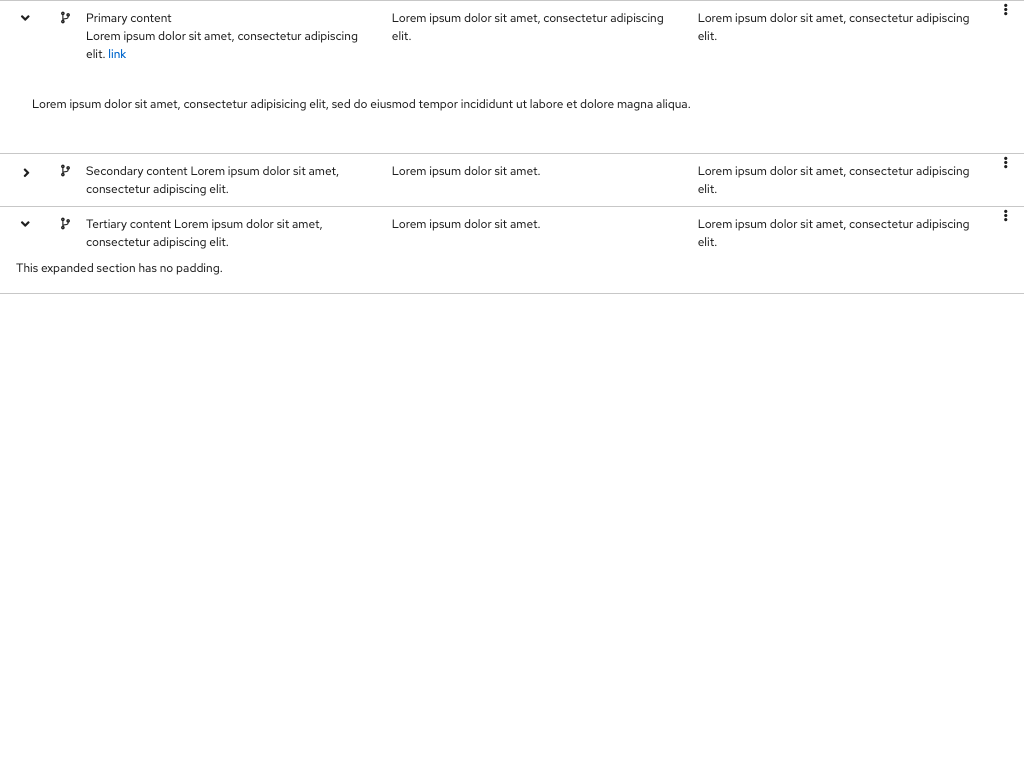 Primary content
Lorem ipsum dolor sit amet, consectetur adipiscing
elit. link
Lorem ipsum dolor sit amet, consectetur adipiscing
elit.
Lorem ipsum dolor sit amet, consectetur adipiscing
elit.
Lorem ipsum dolor sit amet, consectetur adipisicing elit, sed do eiusmod tempor incididunt ut labore et dolore magna aliqua.
Secondary content Lorem ipsum dolor sit amet,
consectetur adipiscing elit.
Lorem ipsum dolor sit amet.
Lorem ipsum dolor sit amet, consectetur adipiscing
elit.
Tertiary content Lorem ipsum dolor sit amet,
consectetur adipiscing elit.
Lorem ipsum dolor sit amet.
Lorem ipsum dolor sit amet, consectetur adipiscing
elit.
This expanded section has no padding.